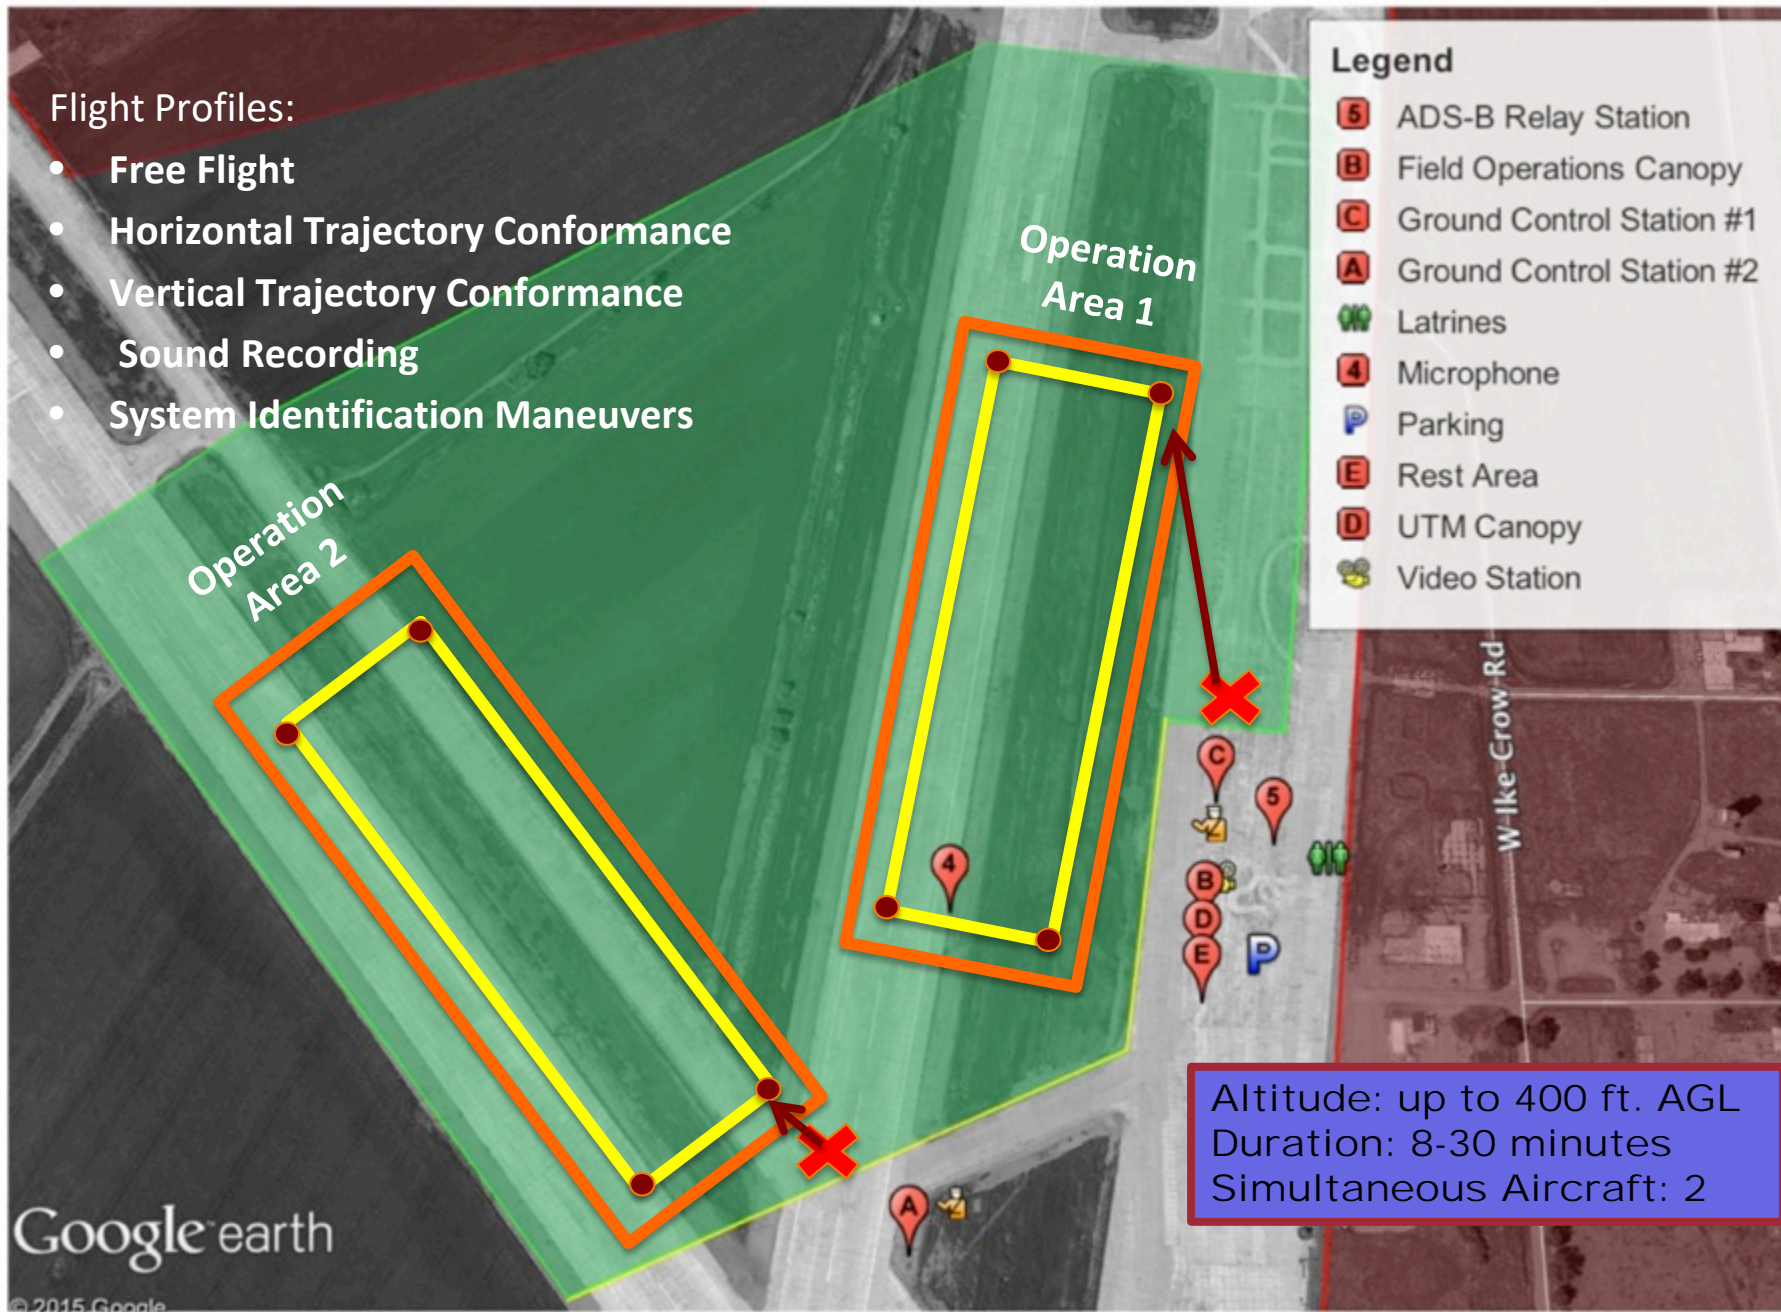 Flight Profiles:
• Free Flight
• Horizontal Trajectory Conformance
• Vertical Trajectory Conformance
• Sound Recording
• System Identification Maneuvers
Operation
Area 1
Operation
Area 2
Legend
5 ADS-B Relay Station
B Field Operations Canopy
C Ground Control Station #1
A Ground Control Station #2
Latrines
4 Microphone
P Parking
E Rest Area
D UTM Canopy
Video Station
W Ike Crow Rd
C
5
4
B
D
E
P
A
Altitude: up to 400 ft. AGL
Duration: 8-30 minutes
Simultaneous Aircraft: 2
Google earth
© 2015 Google